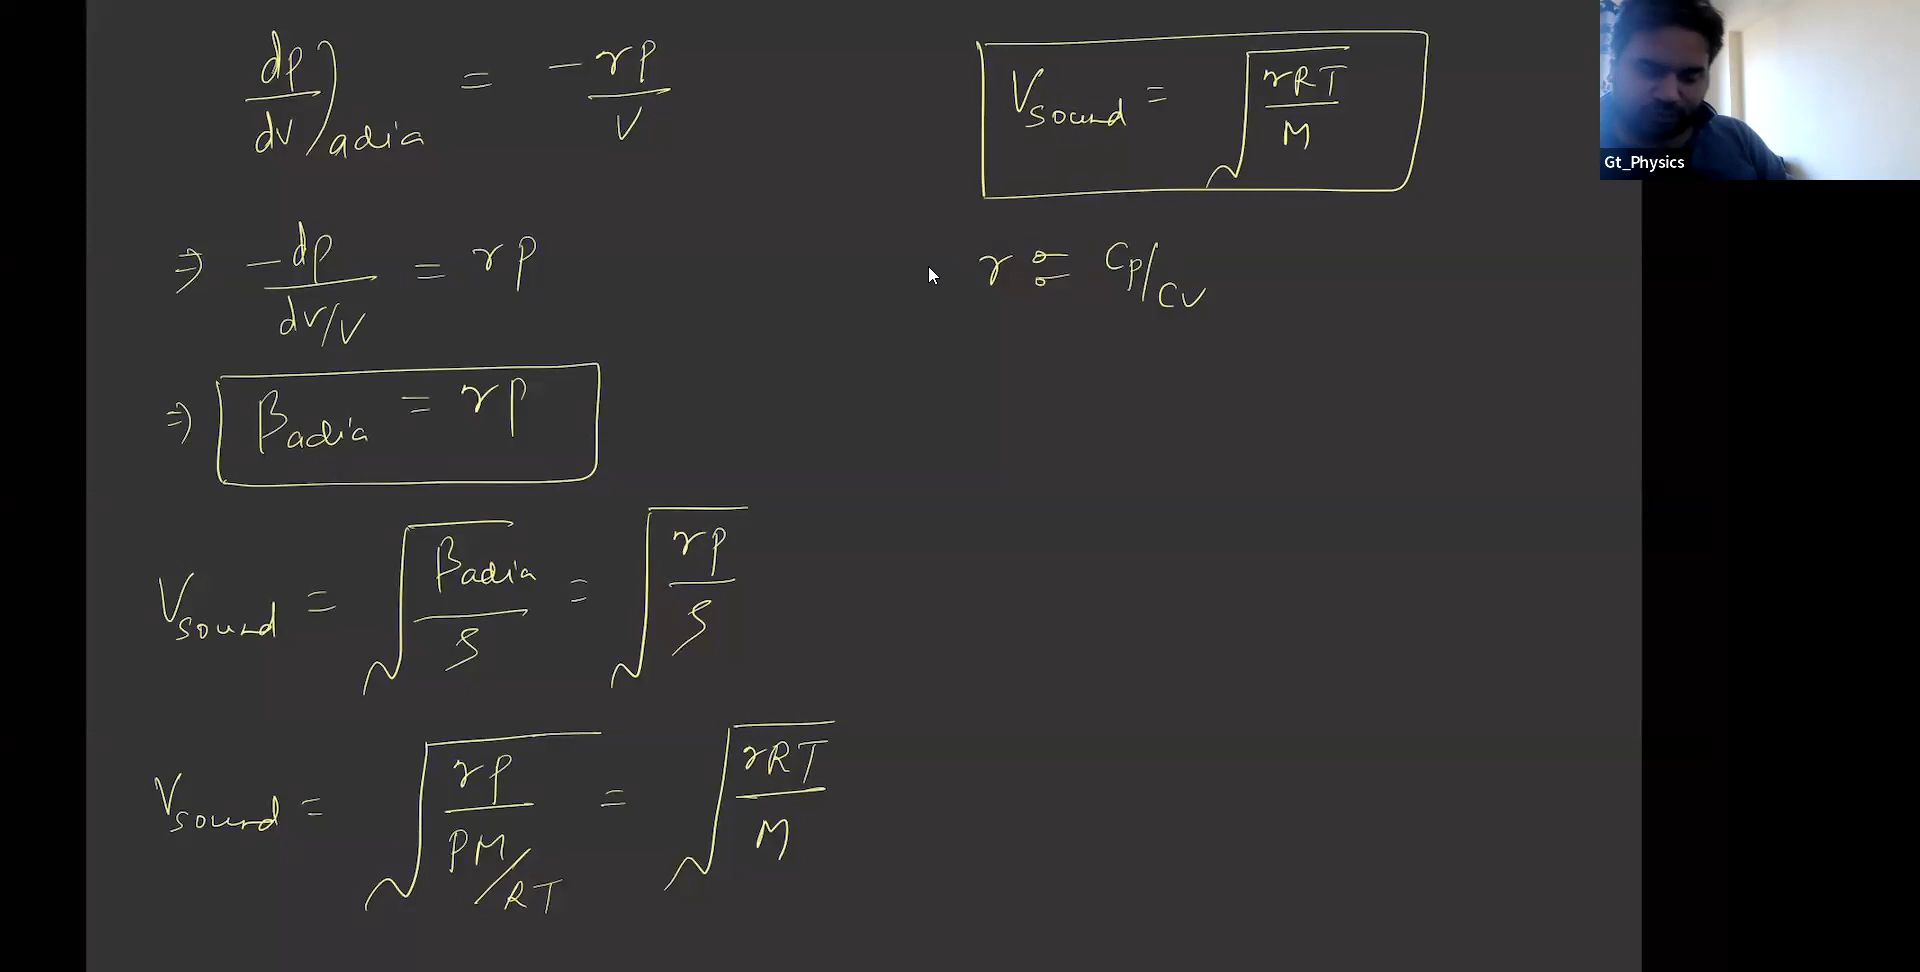 dp/dv)adia = -γP/V
⇒ -dp/(dv/V) = γP
⇒ βadia = γP
Vsound = √(βadia/ρ) = √(γP/ρ)
Vsound = √(γP/(PM/RT)) = √(γRT/M)
Vsound = √(γRT/M)
γ = Cp/Cv
Gt_Physics